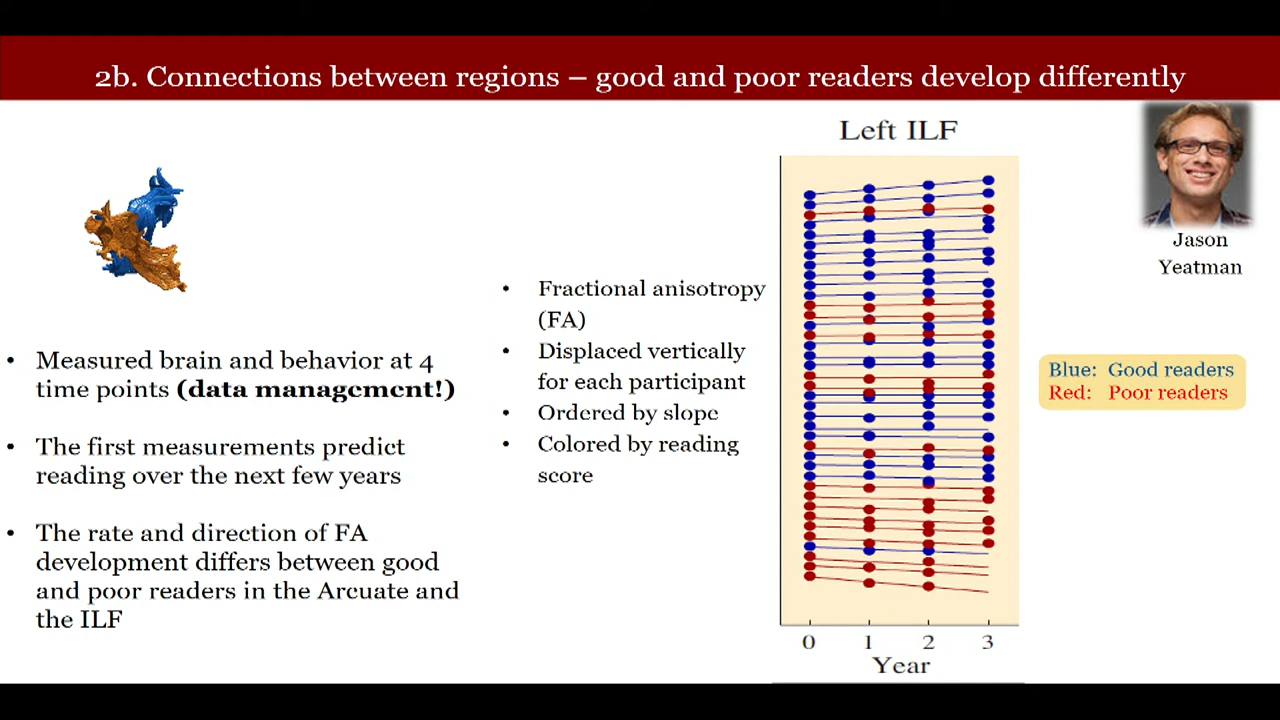 2b. Connections between regions – good and poor readers develop differently
• Measured brain and behavior at 4
time points (data management!)
• The first measurements predict
reading over the next few years
• The rate and direction of FA
development differs between good
and poor readers in the Arcuate and
the ILF
• Fractional anisotropy
(FA)
• Displaced vertically
for each participant
• Ordered by slope
• Colored by reading
score
Left ILF
0 1 2 3
Year
Jason
Yeatman
Blue: Good readers
Red: Poor readers